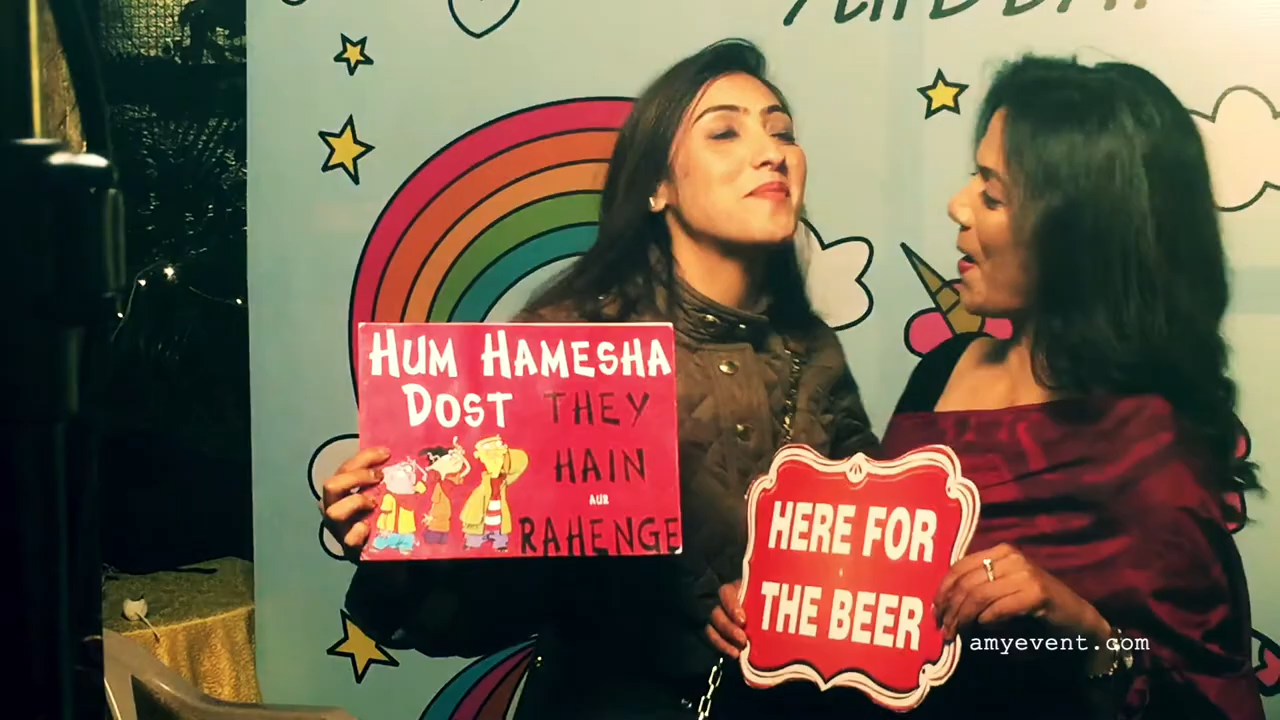 HUM HAMESHA
DOST THEY
HAIN
AUR
RAHENGE
HERE FOR
THE BEER
amyevent.com